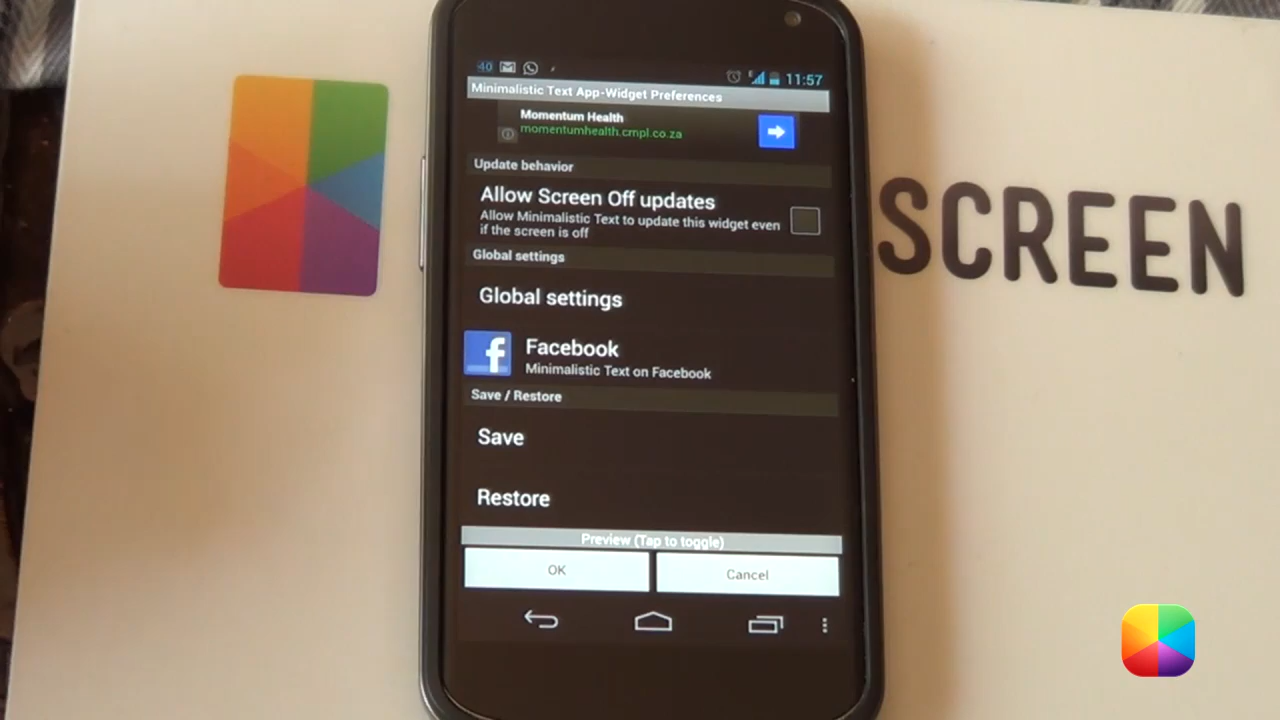 40
11:57
Minimalistic Text App-Widget Preferences
Momentum Health
momentumhealth.cmpl.co.za
Update behavior
Allow Screen Off updates
Allow Minimalistic Text to update this widget even
if the screen is off
Global settings
Global settings
Facebook
Minimalistic Text on Facebook
Save / Restore
Save
Restore
Preview (Tap to toggle)
OK
Cancel
SCREEN